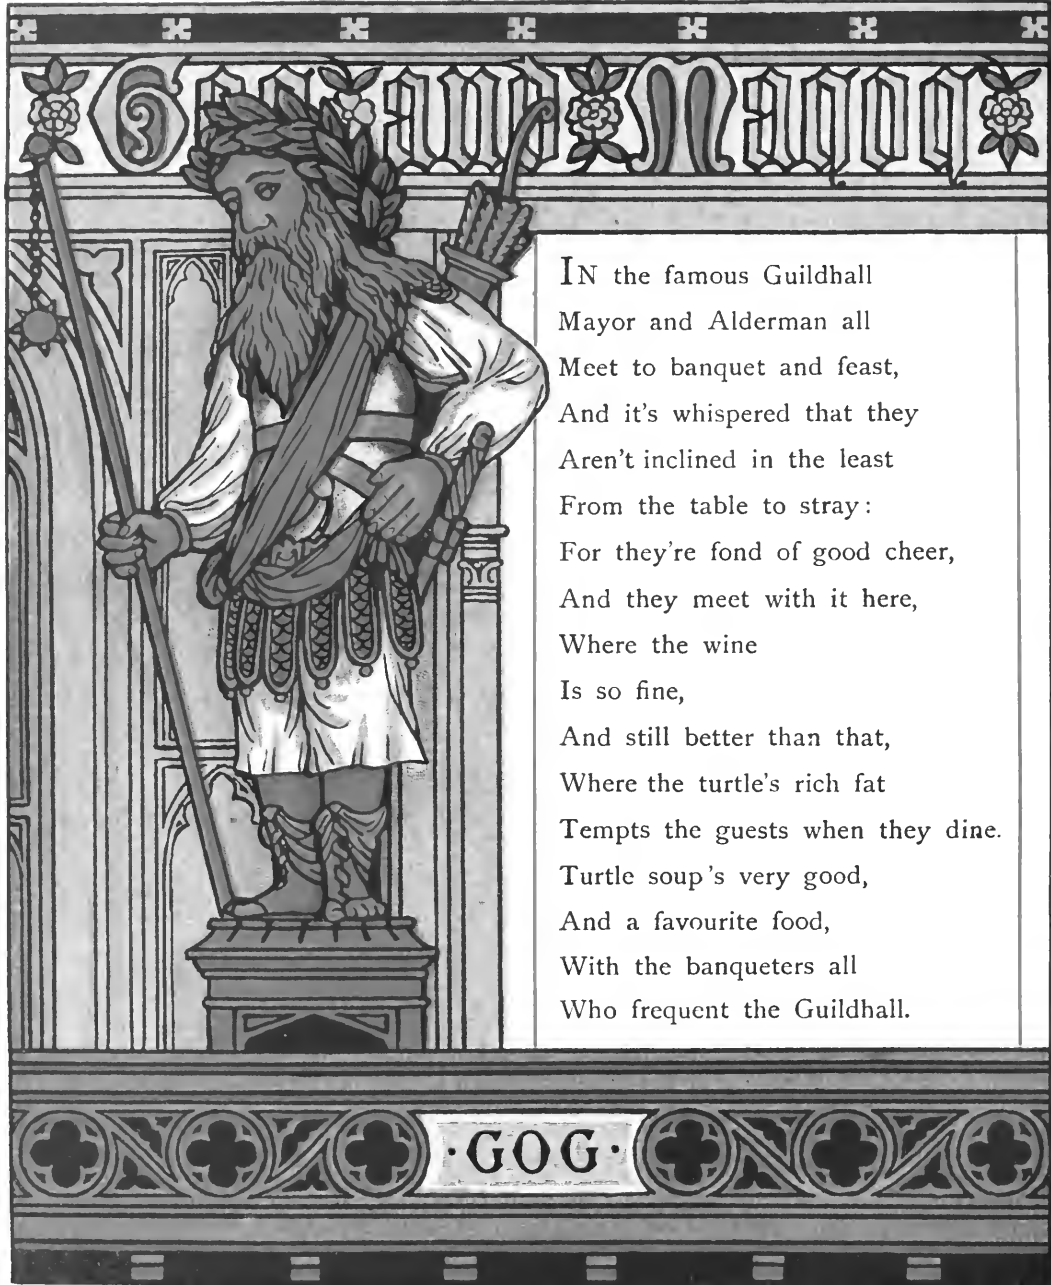 Gog and Magog
IN the famous Guildhall
Mayor and Alderman all
Meet to banquet and feast,
And it's whispered that they
Aren't inclined in the least
From the table to stray:
For they're fond of good cheer,
And they meet with it here,
Where the wine
Is so fine,
And still better than that,
Where the turtle's rich fat
Tempts the guests when they dine.
Turtle soup's very good,
And a favourite food,
With the banqueters all
Who frequent the Guildhall.
·GOG·